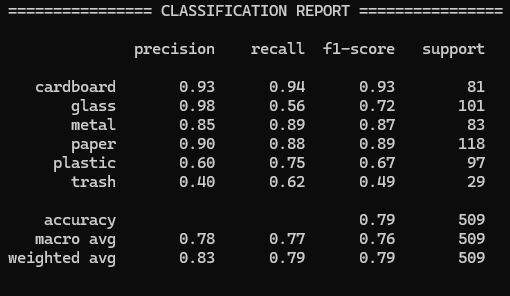 ================ CLASSIFICATION REPORT ================
precision recall f1-score support
cardboard 0.93 0.94 0.93 81
glass 0.98 0.56 0.72 101
metal 0.85 0.89 0.87 83
paper 0.90 0.88 0.89 118
plastic 0.60 0.75 0.67 97
trash 0.40 0.62 0.49 29
accuracy 0.79 509
macro avg 0.78 0.77 0.76 509
weighted avg 0.83 0.79 0.79 509